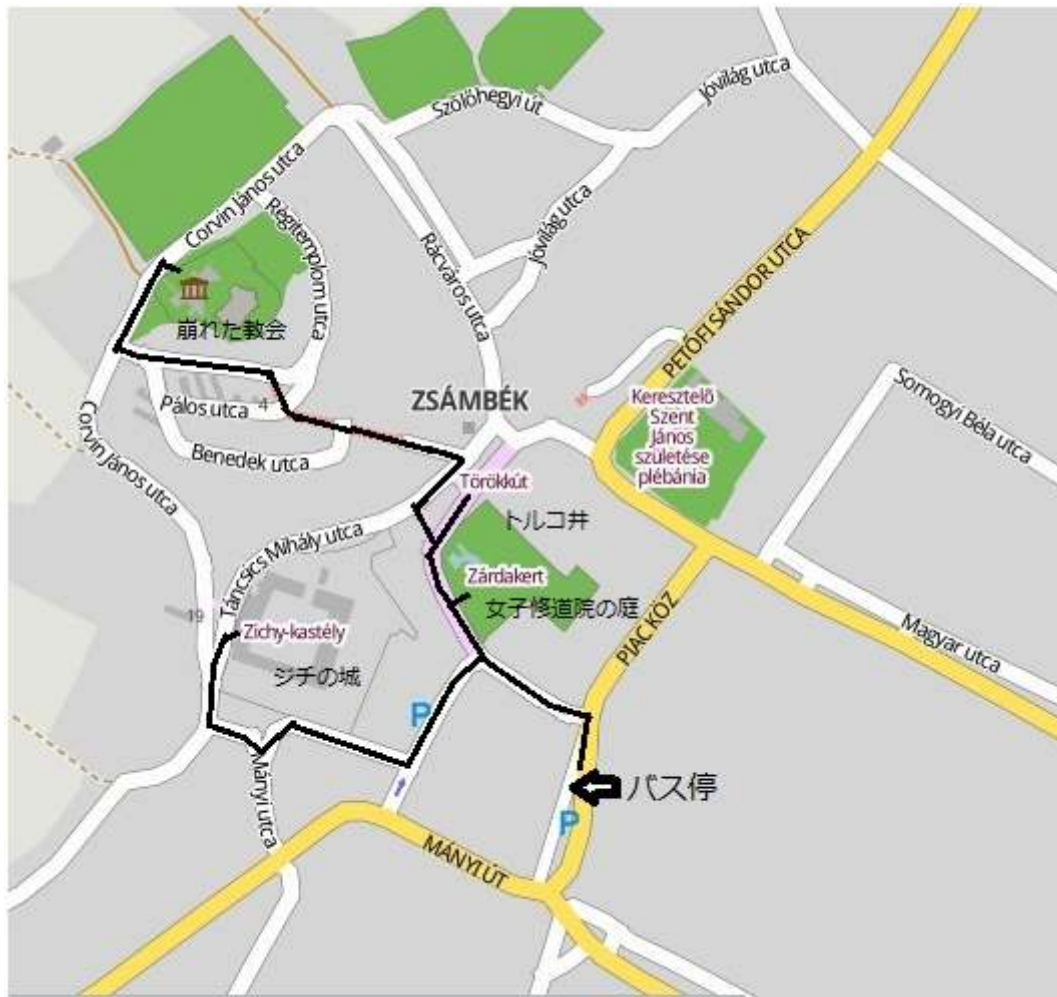 Jóvilág utca
Szőlőhegyi út
Corvin János utca
Régitemplom utca
Rácváros utca
Jóvilág utca
PETŐFI SÁNDOR UTCA
崩れた教会
ZSÁMBÉK
Pálos utca
4
Benedek utca
Corvin János utca
Keresztelő
Szent
János
születése
plébánia
Somogyi Béla utca
Törökkút
トルコ井
Táncsics Mihály utca
Zárdakert
女子修道院の庭
19
Zichy-kastély
ジチの城
PIAC KÖZ
Magyar utca
P
Mányi utca
バス停
P
MÁNYI ÚT